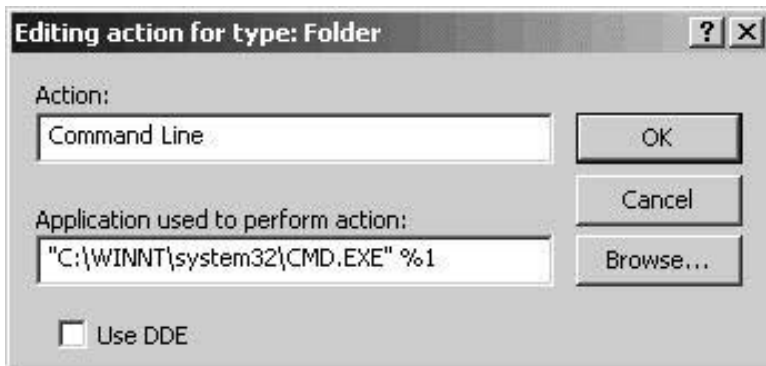 Editing action for type: Folder
Action:
Command Line
OK
Cancel
Application used to perform action:
"C:\WINNT\system32\CMD.EXE" %1
Browse...
Use DDE